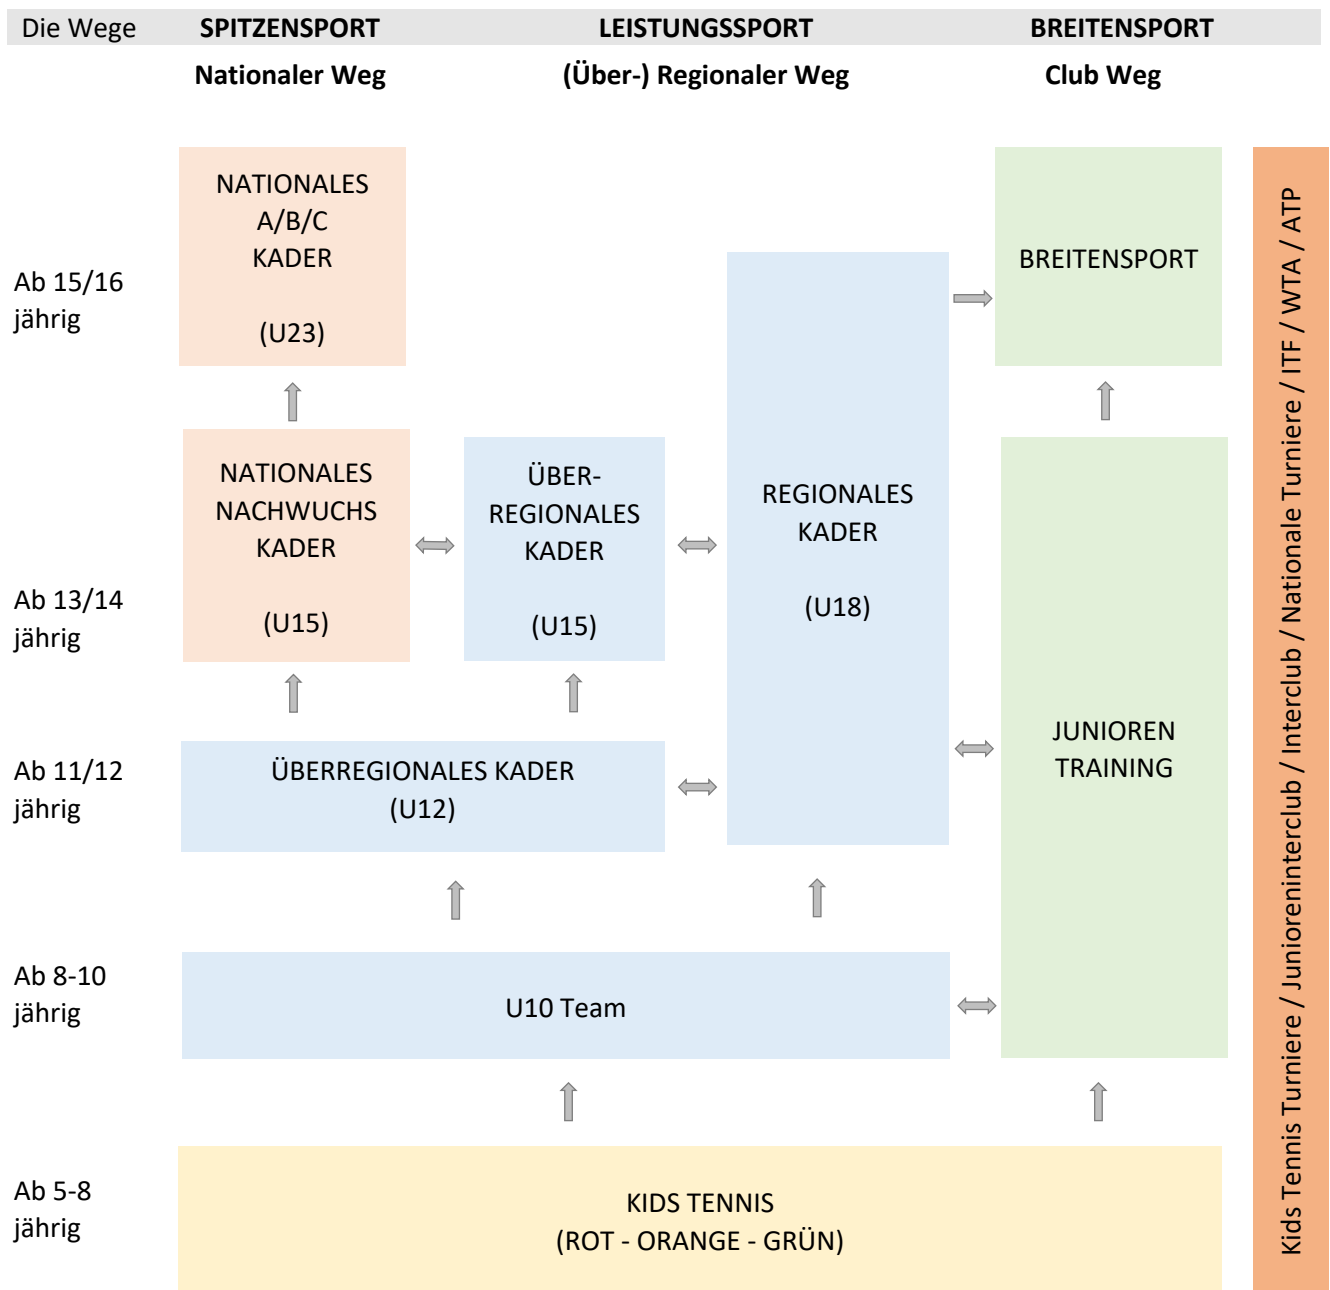 Die Wege SPITZENSPORT LEISTUNGSSPORT BREITENSPORT
Nationaler Weg (Über-) Regionaler Weg Club Weg
Ab 15/16
jährig
NATIONALES
A/B/C
KADER
(U23)
BREITENSPORT
Ab 13/14
jährig
NATIONALES
NACHWUCHS
KADER
(U15)
ÜBER-
REGIONALES
KADER
(U15)
REGIONALES
KADER
(U18)
Ab 11/12
jährig
ÜBERREGIONALES KADER
(U12)
JUNIOREN
TRAINING
Ab 8-10
jährig
U10 Team
Ab 5-8
jährig
KIDS TENNIS
(ROT - ORANGE - GRÜN)
Kids Tennis Turniere / Junioreninterclub / Interclub / Nationale Turniere / ITF / WTA / ATP